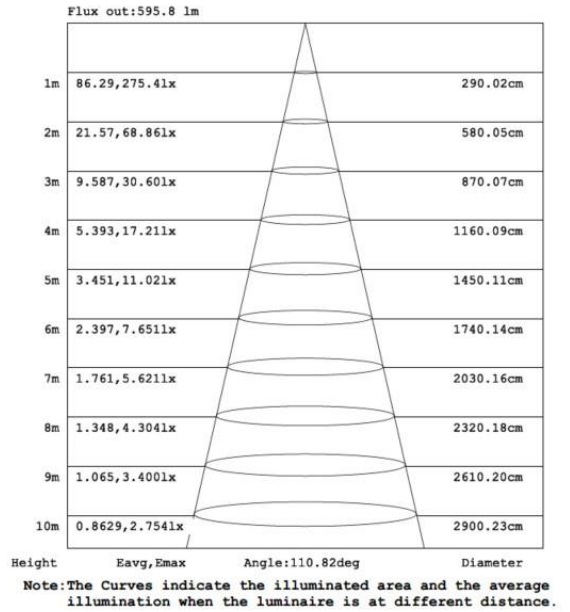 Flux out:595.8 lm
1m 86.29,275.4lx 290.02cm
2m 21.57,68.86lx 580.05cm
3m 9.587,30.60lx 870.07cm
4m 5.393,17.21lx 1160.09cm
5m 3.451,11.02lx 1450.11cm
6m 2.397,7.651lx 1740.14cm
7m 1.761,5.621lx 2030.16cm
8m 1.348,4.304lx 2320.18cm
9m 1.065,3.400lx 2610.20cm
10m 0.8629,2.754lx 2900.23cm
Height Eavg,Emax Angle:110.82deg Diameter
Note:The Curves indicate the illuminated area and the average
illumination when the luminaire is at different distance.